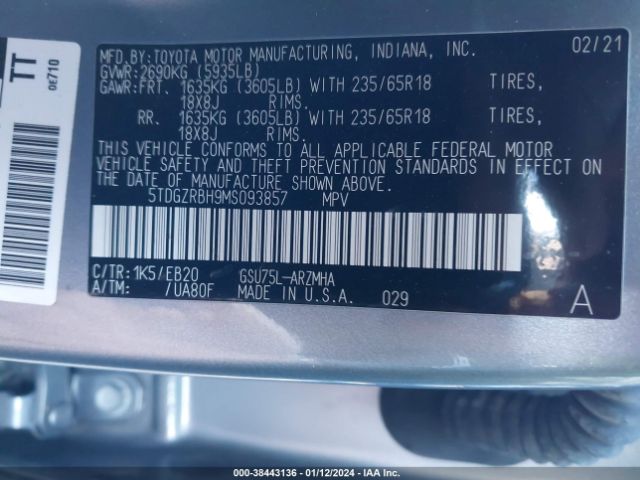 MFD.BY:TOYOTA MOTOR MANUFACTURING, INDIANA, INC. 02/21
GVWR:2690KG (5935LB)
GAWR:FRT. 1635KG (3605LB) WITH 235/65R18 TIRES,
18X8J RIMS.
RR. 1635KG (3605LB) WITH 235/65R18 TIRES,
18X8J RIMS.
THIS VEHICLE CONFORMS TO ALL APPLICABLE FEDERAL MOTOR
VEHICLE SAFETY AND THEFT PREVENTION STANDARDS IN EFFECT ON
THE DATE OF MANUFACTURE SHOWN ABOVE.
5TDGZRBH9MS093857 MPV
C/TR:1K5/EB20 GSU75L-ARZMHA
A/TM: /UA80F MADE IN U.S.A. 029 A
TT
0E710
000-38443136 - 01/12/2024 - IAA Inc.